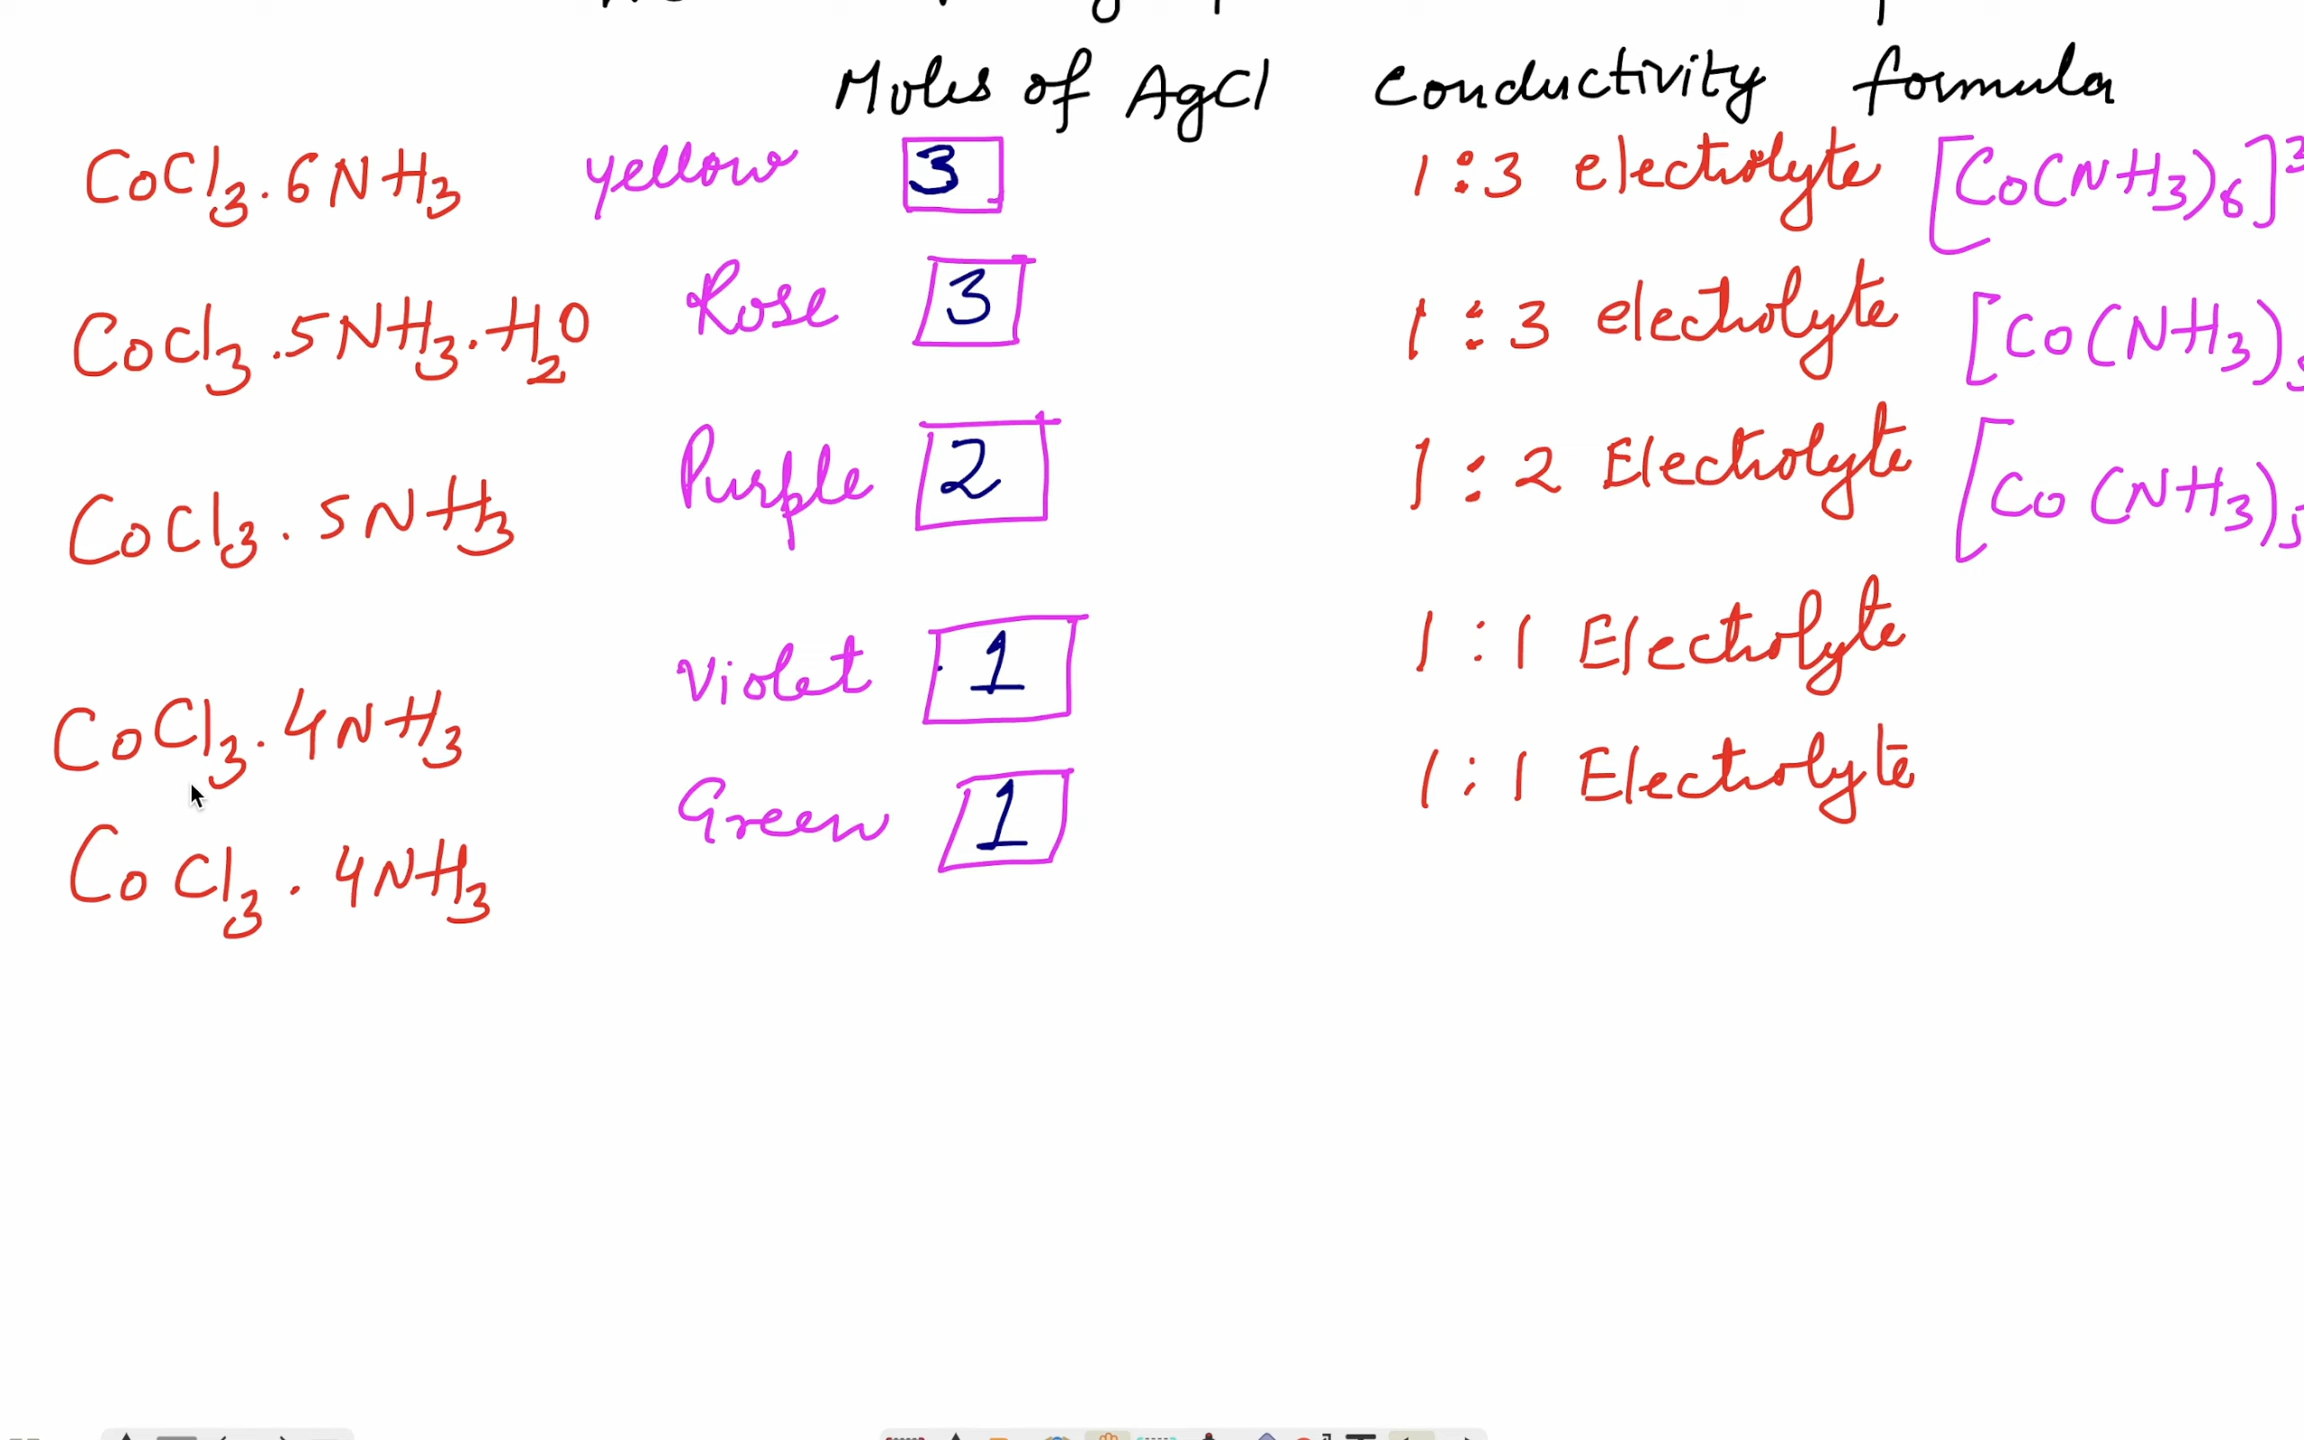 Moles of AgCl Conductivity formula
CoCl3.6NH3 yellow 3 1:3 electrolyte [Co(NH3)6]
CoCl3.5NH3.H2O Rose 3 1:3 electrolyte [Co(NH3)
CoCl3.5NH3 Purple 2 1:2 Electrolyte [Co(NH3)5
CoCl3.4NH3 Violet 1 1:1 Electrolyte
CoCl3.4NH3 Green 1 1:1 Electrolyte